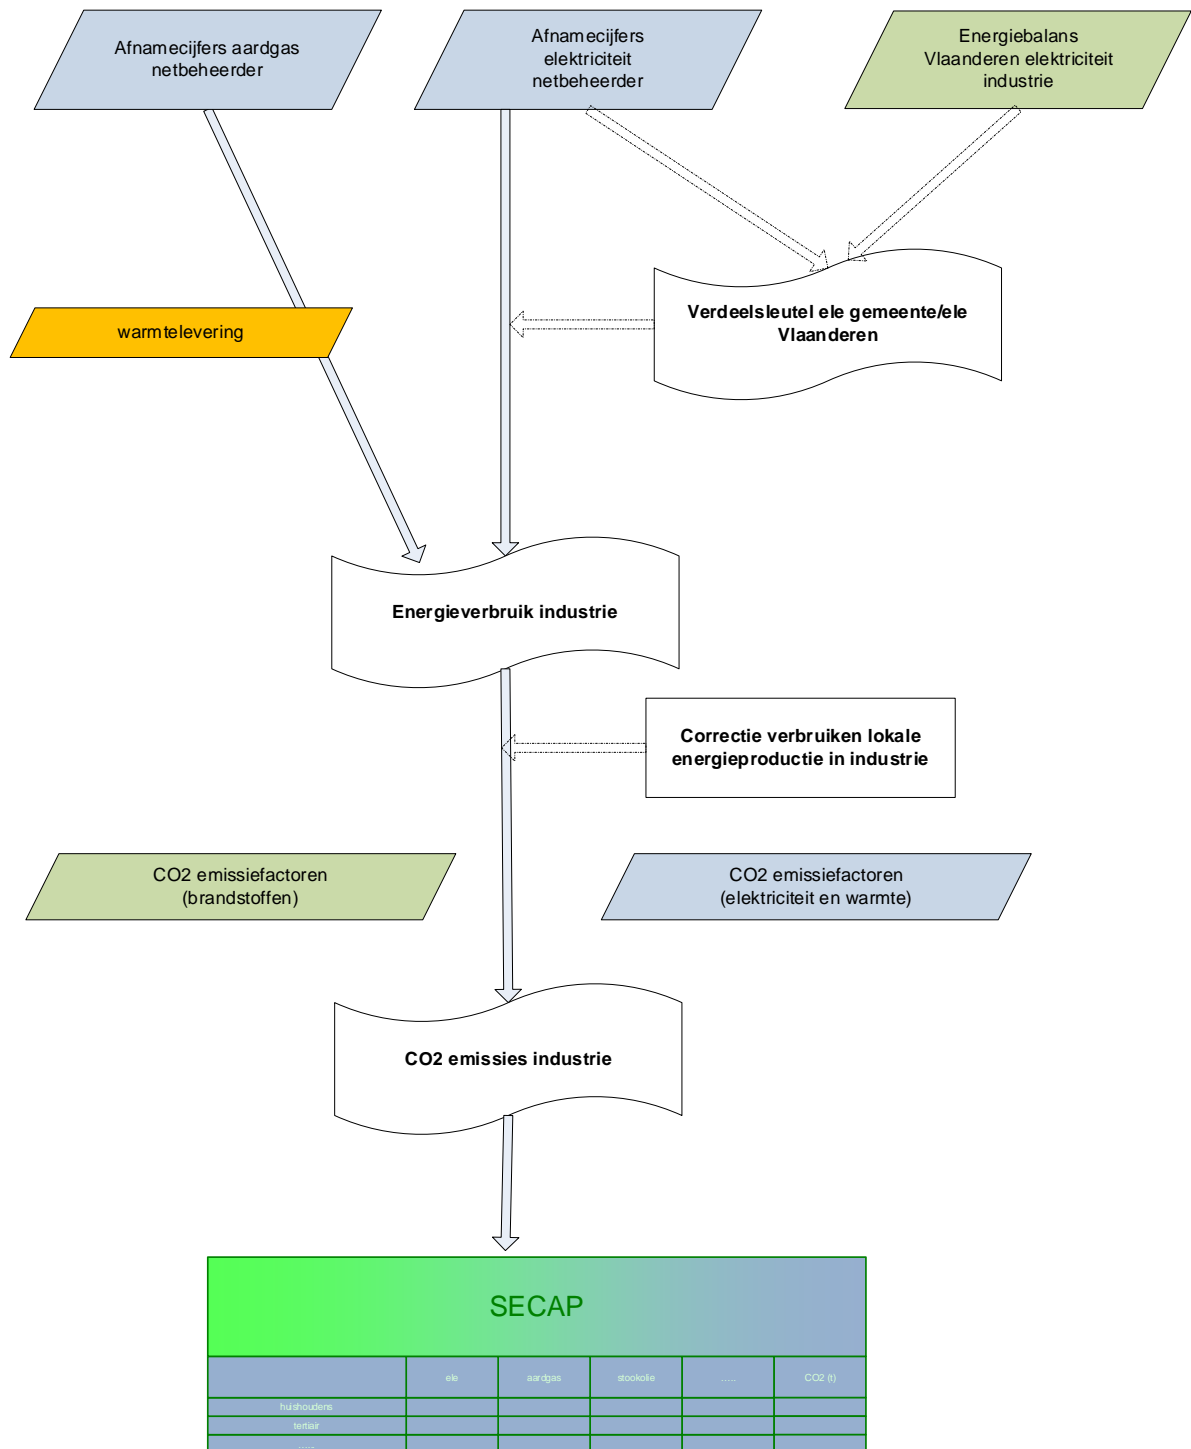 Afnamecijfers aardgas
netbeheerder
Afnamecijfers
elektriciteit
netbeheerder
Energiebalans
Vlaanderen elektriciteit
industrie
Verdeelsleutel ele gemeente/ele
Vlaanderen
warmtelevering
Energieverbruik industrie
Correctie verbruiken lokale
energieproductie in industrie
CO2 emissiefactoren
(brandstoffen)
CO2 emissiefactoren
(elektriciteit en warmte)
CO2 emissies industrie
SECAP
ele aardgas stookolie ...... CO2 (t)
huishoudens
tertiair
......